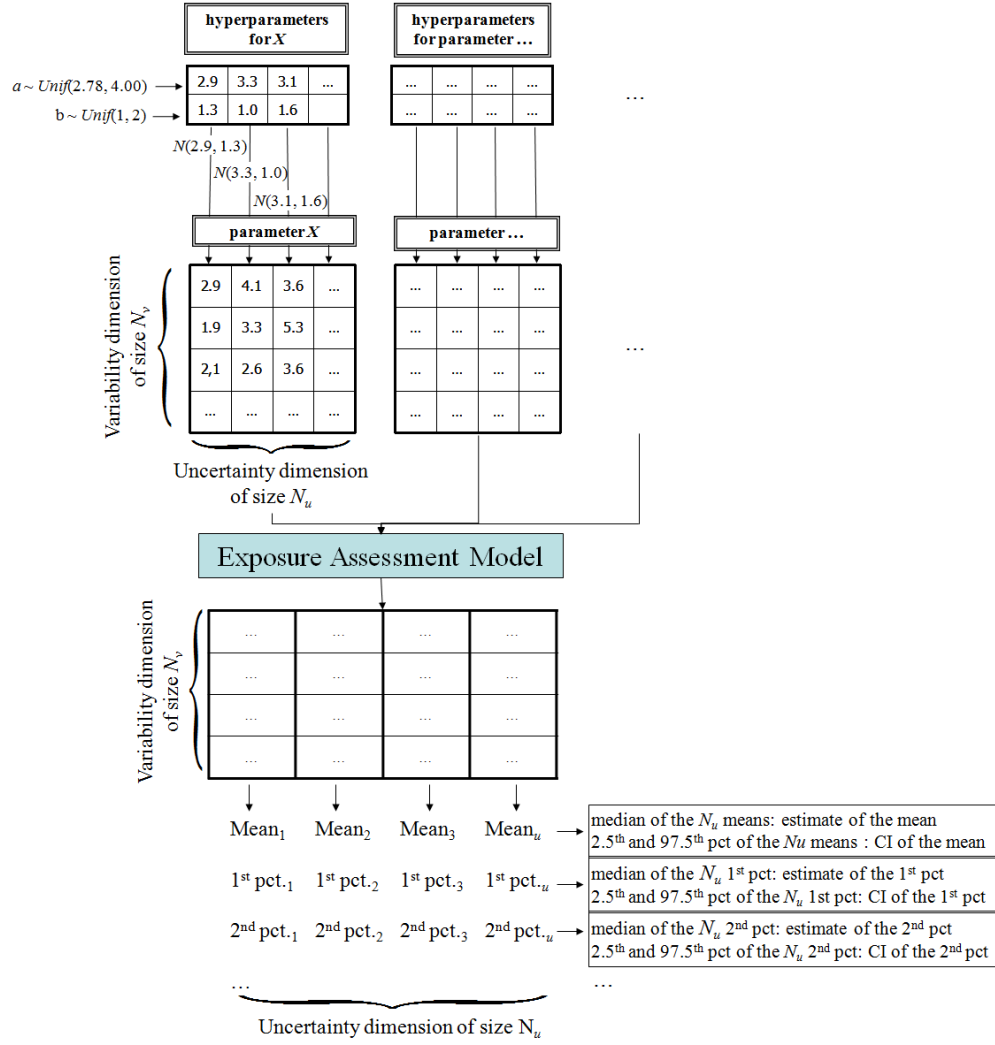 hyperparameters
for X
hyperparameters
for parameter …
a ~ Unif(2.78, 4.00)
2.9 3.3 3.1 ...
... ... ... ...
b ~ Unif(1, 2)
1.3 1.0 1.6
... ... ... ...
...
N(2.9, 1.3)
N(3.3, 1.0)
N(3.1, 1.6)
parameter X
parameter …
Variability dimension
of size Nv
2.9 4.1 3.6 ...
1.9 3.3 5.3 ...
2,1 2.6 3.6 ...
... ... ... ...
... ... ... ...
... ... ... ...
... ... ... ...
... ... ... ...
...
Uncertainty dimension
of size Nu
Exposure Assessment Model
Variability dimension
of size Nv
... ... ... ...
... ... ... ...
... ... ... ...
... ... ... ...
Mean1 Mean2 Mean3 Meanu
median of the Nu means: estimate of the mean
2.5th and 97.5th pct of the Nu means : CI of the mean
1st pct.1 1st pct.2 1st pct.3 1st pct.u
median of the Nu 1st pct: estimate of the 1st pct
2.5th and 97.5th pct of the Nu 1st pct: CI of the 1st pct
2nd pct.1 2nd pct.2 2nd pct.3 2nd pct.u
median of the Nu 2nd pct: estimate of the 2nd pct
2.5th and 97.5th pct of the Nu 2nd pct: CI of the 2nd pct
...
...
Uncertainty dimension of size Nu